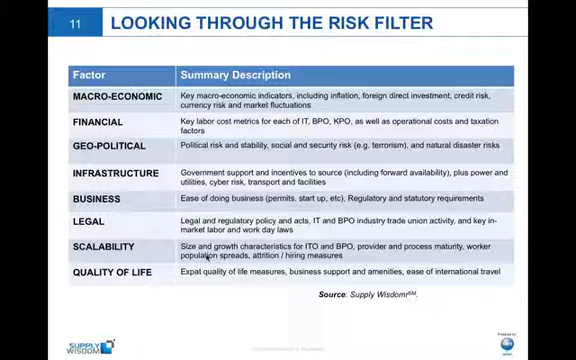 11
LOOKING THROUGH THE RISK FILTER
Factor
Summary Description
MACRO-ECONOMIC
Key macro-economic indicators, including inflation, foreign direct investment, credit risk,
currency risk and market fluctuations
FINANCIAL
Key labor cost metrics for each of IT, BPO, KPO, as well as operational costs and taxation
factors
GEO-POLITICAL
Political risk and stability, social and security risk (e.g. terrorism), and natural disaster risks
INFRASTRUCTURE
Government support and incentives to source (including forward availability), plus power and
utilities, cyber risk, transport and facilities
BUSINESS
Ease of doing business (permits, start up, etc), Regulatory and statutory requirements
LEGAL
Legal and regulatory policy and acts, IT and BPO industry trade union activity, and key in-
market labor and work day laws
SCALABILITY
Size and growth characteristics for ITO and BPO, provider and process maturity, worker
population spreads, attrition / hiring measures
QUALITY OF LIFE
Expat quality of life measures, business support and amenities, ease of international travel
Source: Supply Wisdom
SUPPLY
WISDOM